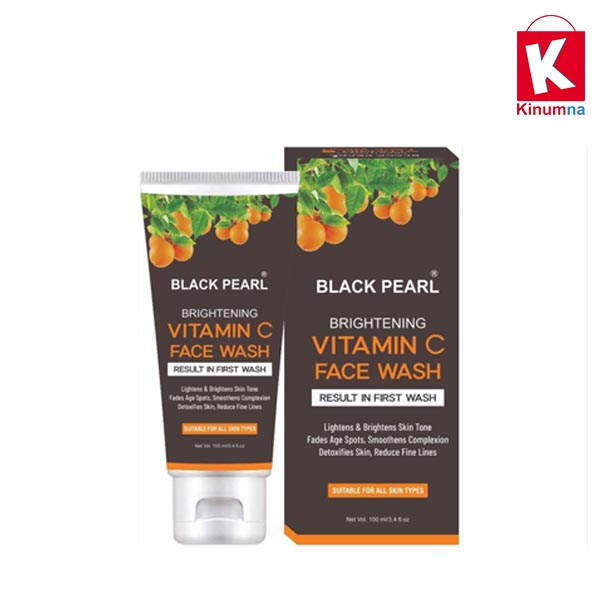 K
Kinumna
BLACK PEARL®
BRIGHTENING
VITAMIN C
FACE WASH
RESULT IN FIRST WASH
Lightens & Brightens Skin Tone
Fades Age Spots, Smoothens Complexion
Detoxifies Skin, Reduce Fine Lines
SUITABLE FOR ALL SKIN TYPES
Net Vol. 100 ml/3.4 fl.oz
BLACK PEARL®
BRIGHTENING
VITAMIN C
FACE WASH
RESULT IN FIRST WASH
Lightens & Brightens Skin Tone
Fades Age Spots, Smoothens Complexion
Detoxifies Skin, Reduce Fine Lines
SUITABLE FOR ALL SKIN TYPES
Net Vol. 100 ml/3.4 fl.oz